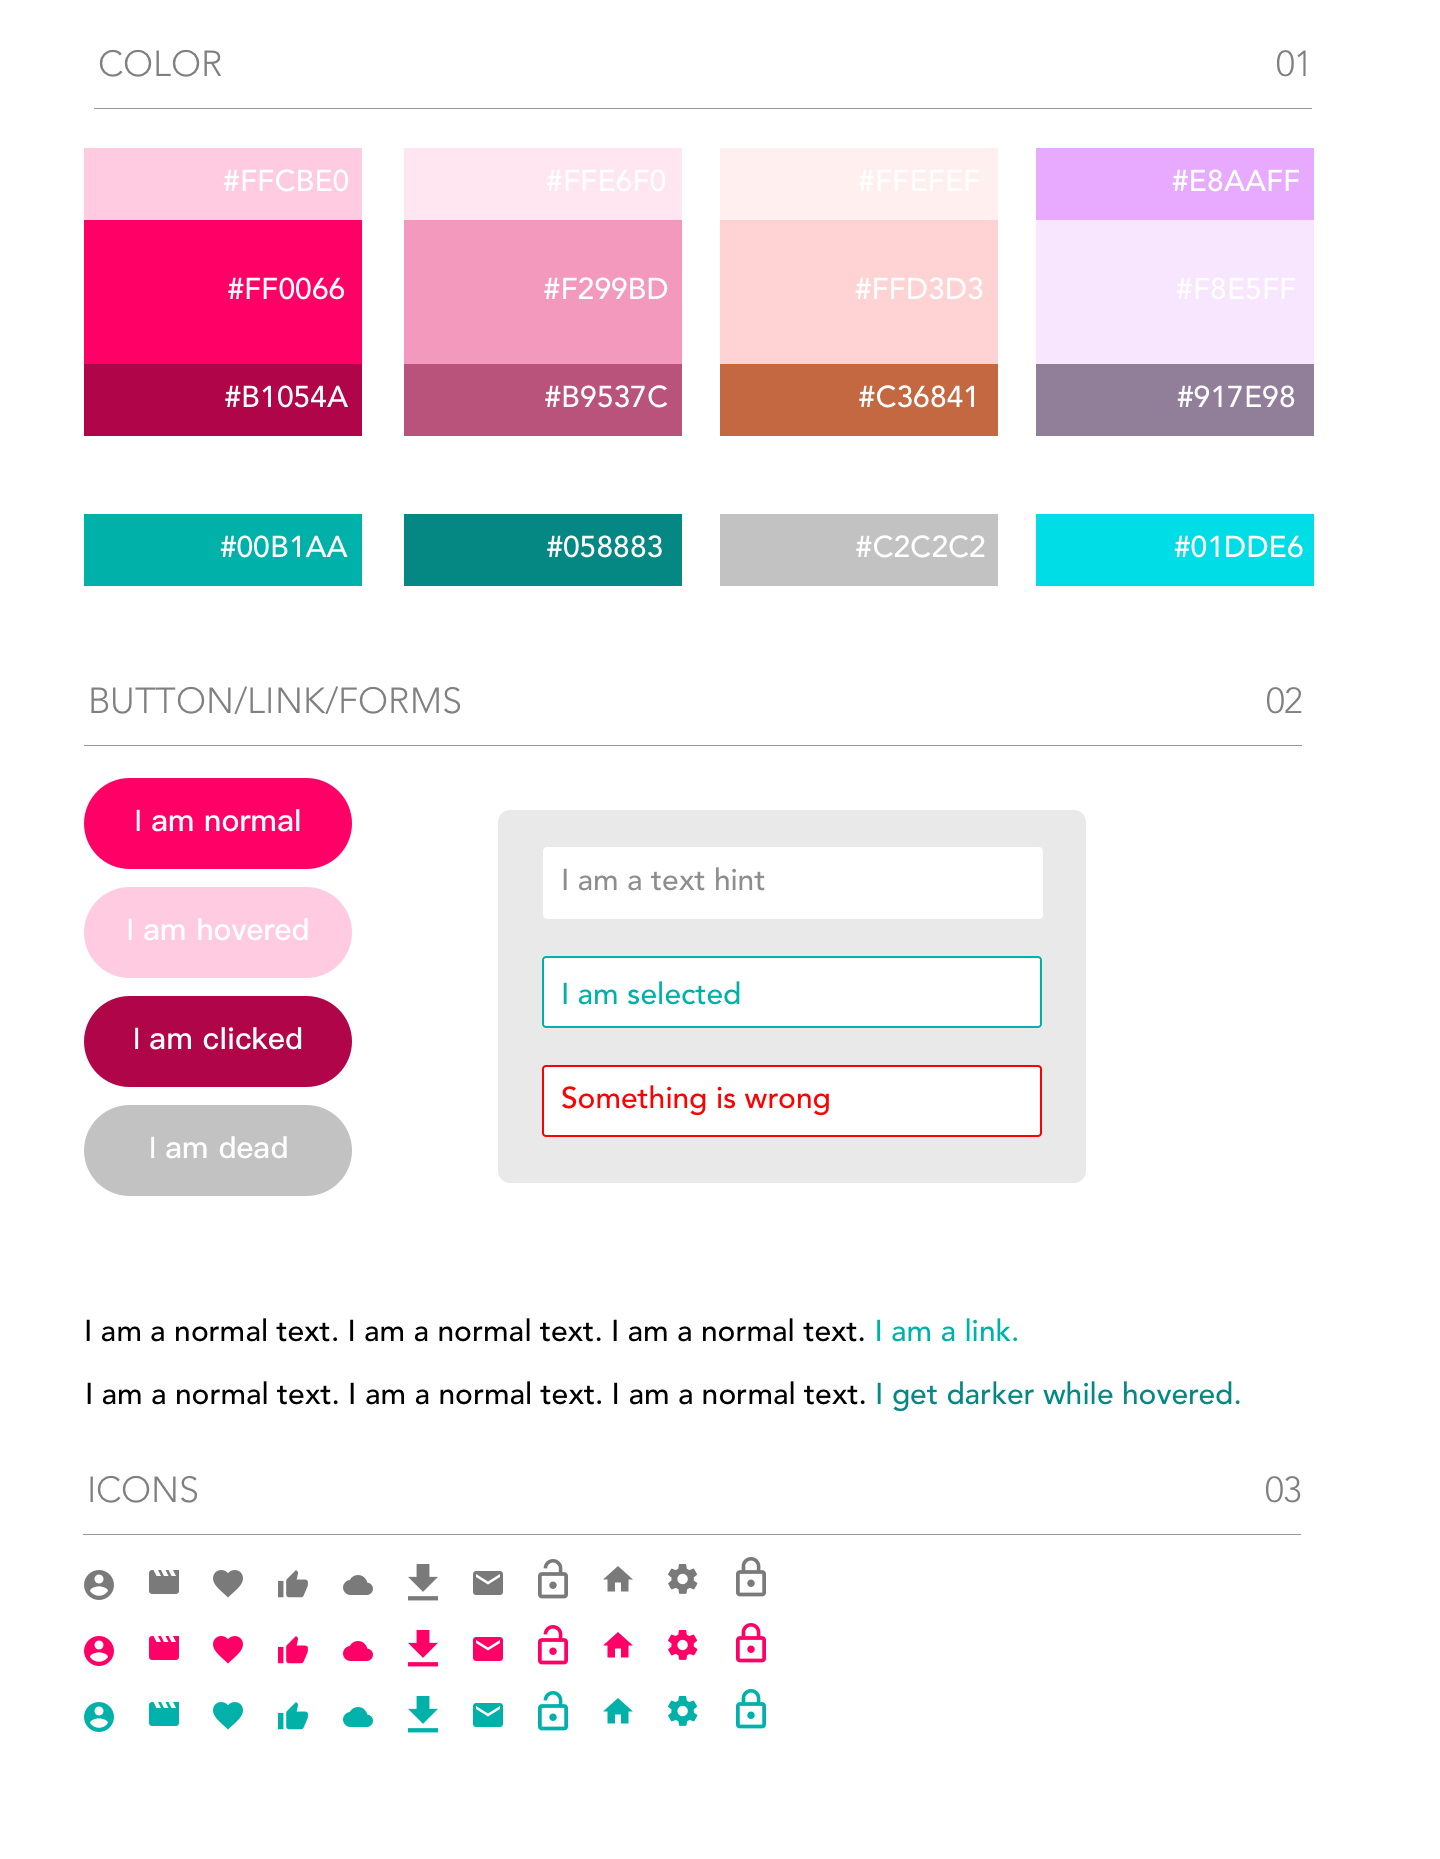 COLOR 01
#FFCBE0 #FFE6F0 #FFEFEF #E8AAFF
#FF0066 #F299BD #FFD3D3 #F8E5FF
#B1054A #B9537C #C36841 #917E98
#00B1AA #058883 #C2C2C2 #01DDE6
BUTTON/LINK/FORMS 02
I am normal
I am hovered
I am clicked
I am dead
I am a text hint
I am selected
Something is wrong
I am a normal text. I am a normal text. I am a normal text. I am a link.
I am a normal text. I am a normal text. I am a normal text. I get darker while hovered.
ICONS 03